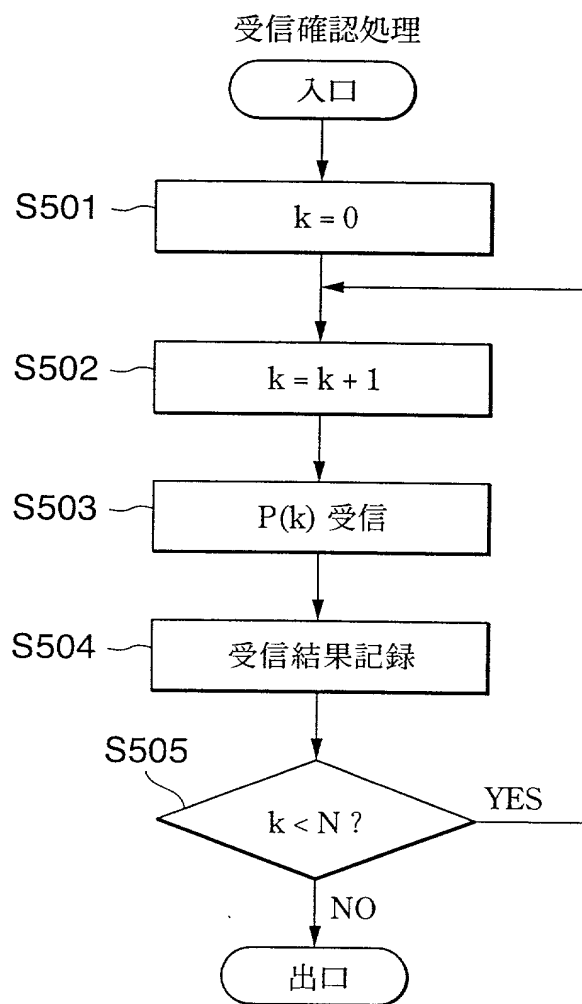 受信確認処理
入口
S501
k = 0
S502
k = k + 1
S503
P(k) 受信
S504
受信結果記録
S505
k < N ?
YES
NO
出口